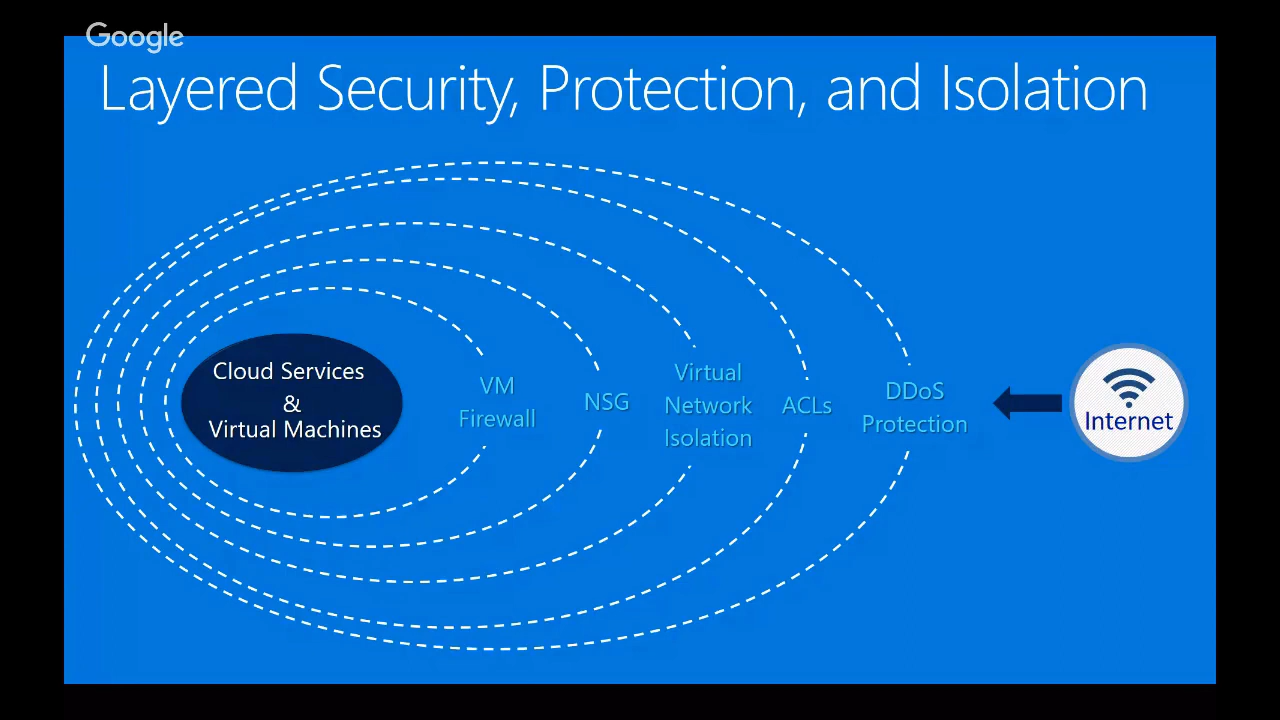 Google
Layered Security, Protection, and Isolation
Cloud Services
&
Virtual Machines
VM
Firewall
NSG
Virtual
Network
Isolation
ACLs
DDoS
Protection
Internet